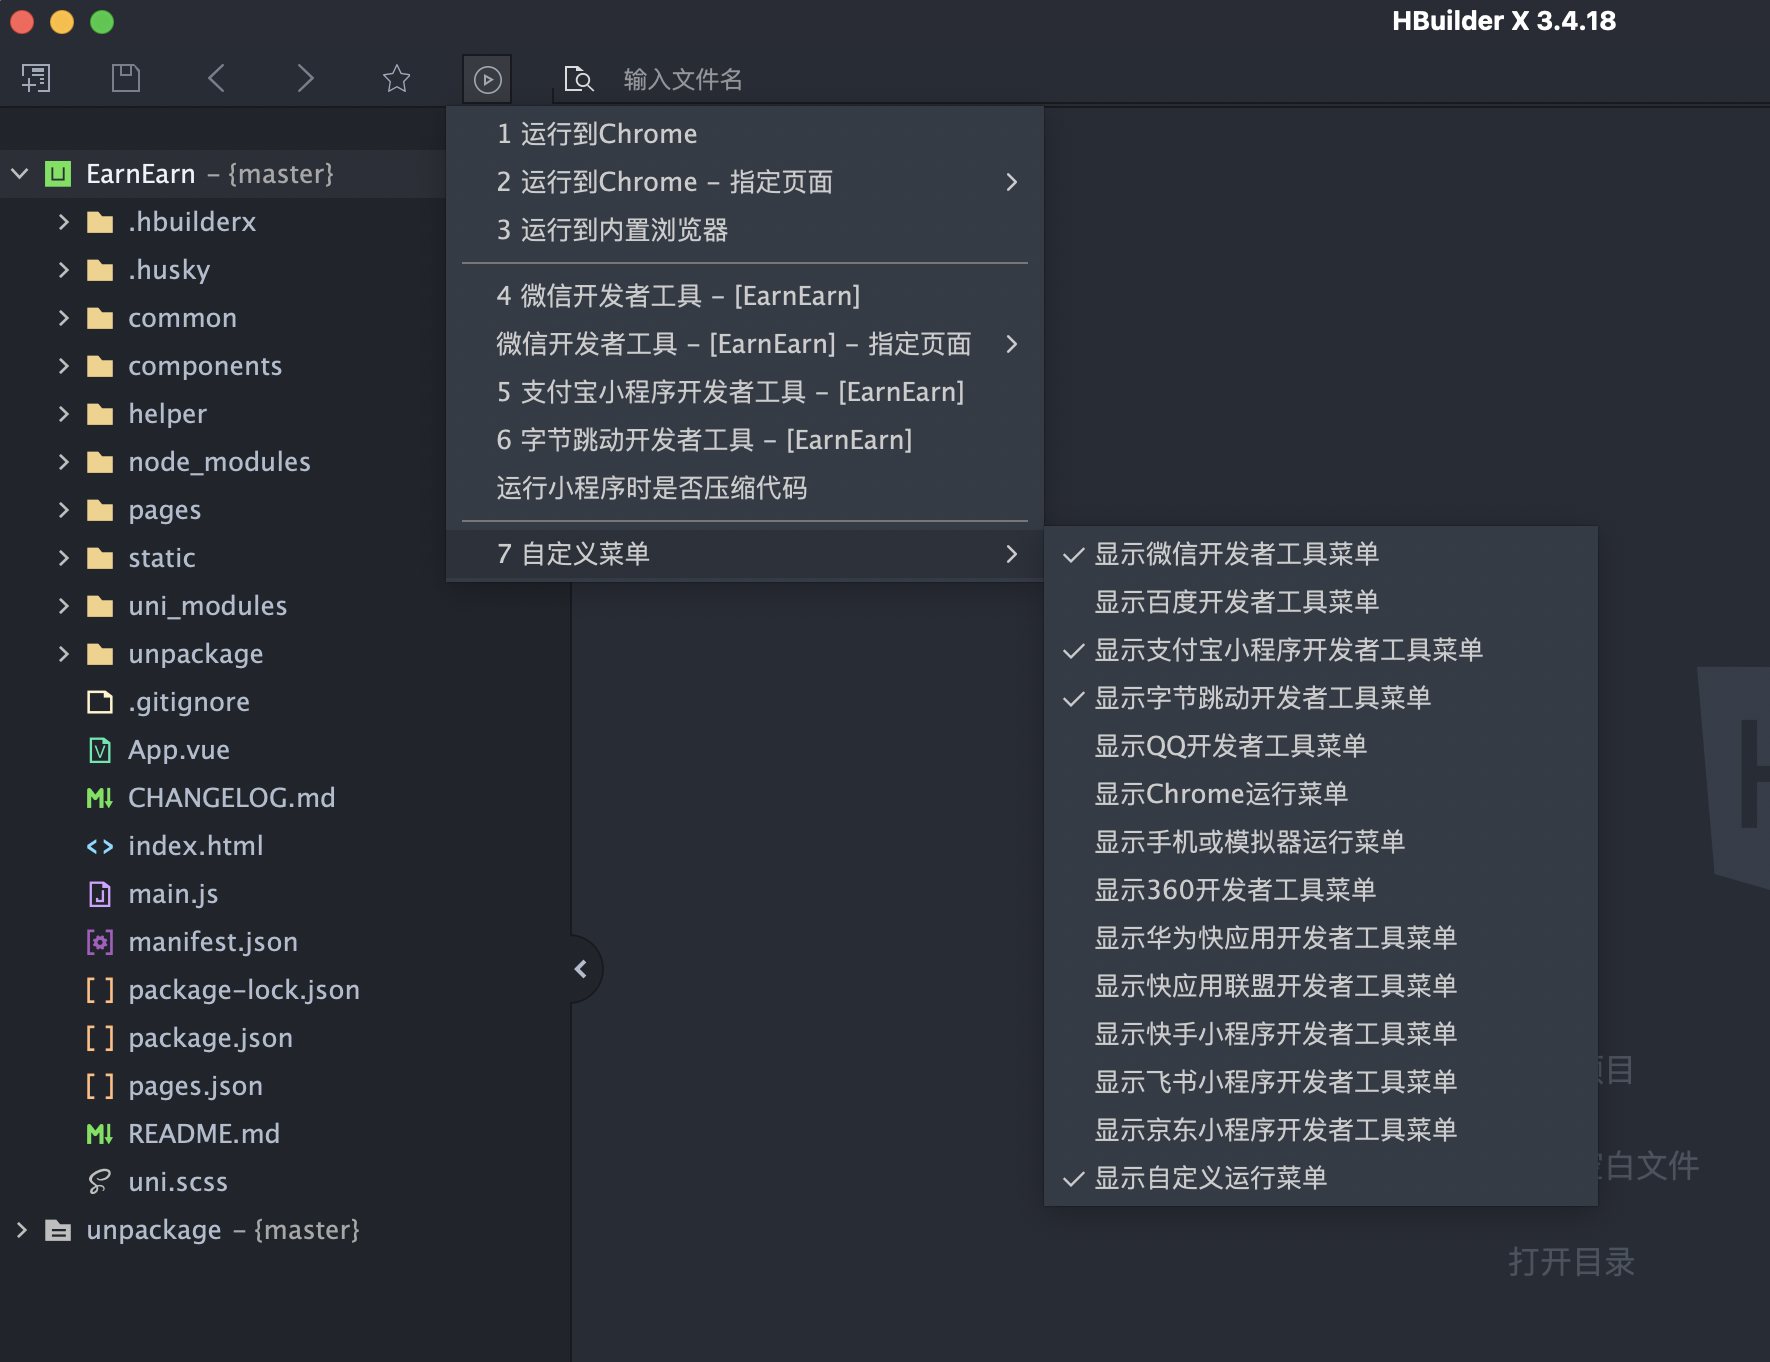 HBuilder X 3.4.18
输入文件名
EarnEarn - {master}
.hbuilderx
.husky
common
components
helper
node_modules
pages
static
uni_modules
unpackage
.gitignore
App.vue
CHANGELOG.md
index.html
main.js
manifest.json
package-lock.json
package.json
pages.json
README.md
uni.scss
unpackage - {master}
1 运行到Chrome
2 运行到Chrome - 指定页面
3 运行到内置浏览器
4 微信开发者工具 - [EarnEarn]
微信开发者工具 - [EarnEarn] - 指定页面
5 支付宝小程序开发者工具 - [EarnEarn]
6 字节跳动开发者工具 - [EarnEarn]
运行小程序时是否压缩代码
7 自定义菜单
显示微信开发者工具菜单
显示百度开发者工具菜单
显示支付宝小程序开发者工具菜单
显示字节跳动开发者工具菜单
显示QQ开发者工具菜单
显示Chrome运行菜单
显示手机或模拟器运行菜单
显示360开发者工具菜单
显示华为快应用开发者工具菜单
显示快应用联盟开发者工具菜单
显示快手小程序开发者工具菜单
显示飞书小程序开发者工具菜单
显示京东小程序开发者工具菜单
显示自定义运行菜单
目
白文件
打开目录